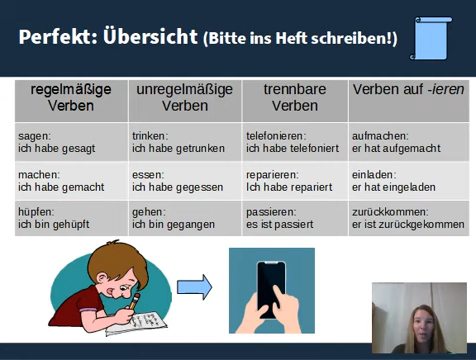 Perfekt: Übersicht (Bitte ins Heft schreiben!)
regelmäßige Verben
unregelmäßige Verben
trennbare Verben
Verben auf -ieren
sagen:
ich habe gesagt
trinken:
ich habe getrunken
telefonieren:
ich habe telefoniert
aufmachen:
er hat aufgemacht
machen:
ich habe gemacht
essen:
ich habe gegessen
reparieren:
Ich habe repariert
einladen:
er hat eingeladen
hüpfen:
ich bin gehüpft
gehen:
ich bin gegangen
passieren:
es ist passiert
zurückkommen:
er ist zurückgekommen